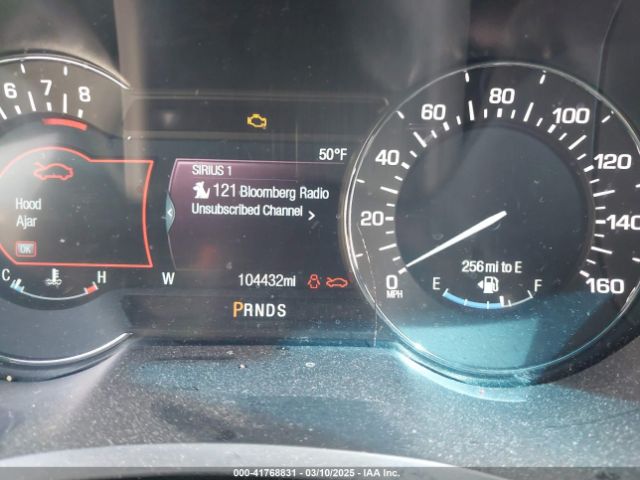 6 7 8
Hood
Ajar
OK
C H
50°F
SIRIUS 1
121 Bloomberg Radio
Unsubscribed Channel >
W 104432mi
PRNDS
0 20 40 60 80 100 120 140 160
MPH
256 mi to E
E F
000-41768831 - 03/10/2025 - IAA Inc.